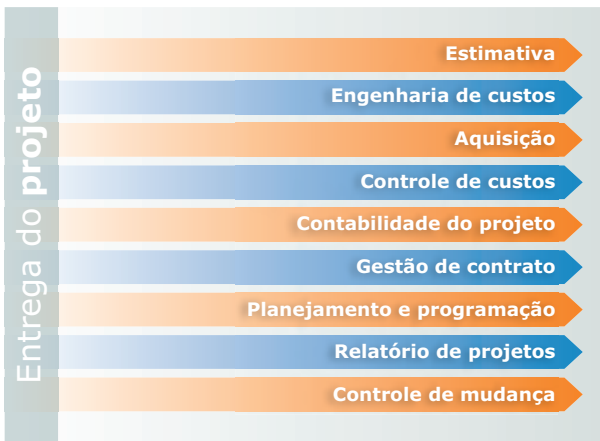 Entrega do projeto
Estimativa
Engenharia de custos
Aquisição
Controle de custos
Contabilidade do projeto
Gestão de contrato
Planejamento e programação
Relatório de projetos
Controle de mudança